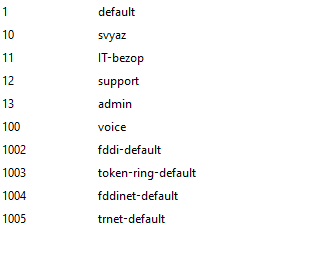 1 default
10 svyaz
11 IT-bezop
12 support
13 admin
100 voice
1002 fddi-default
1003 token-ring-default
1004 fddinet-default
1005 trnet-default